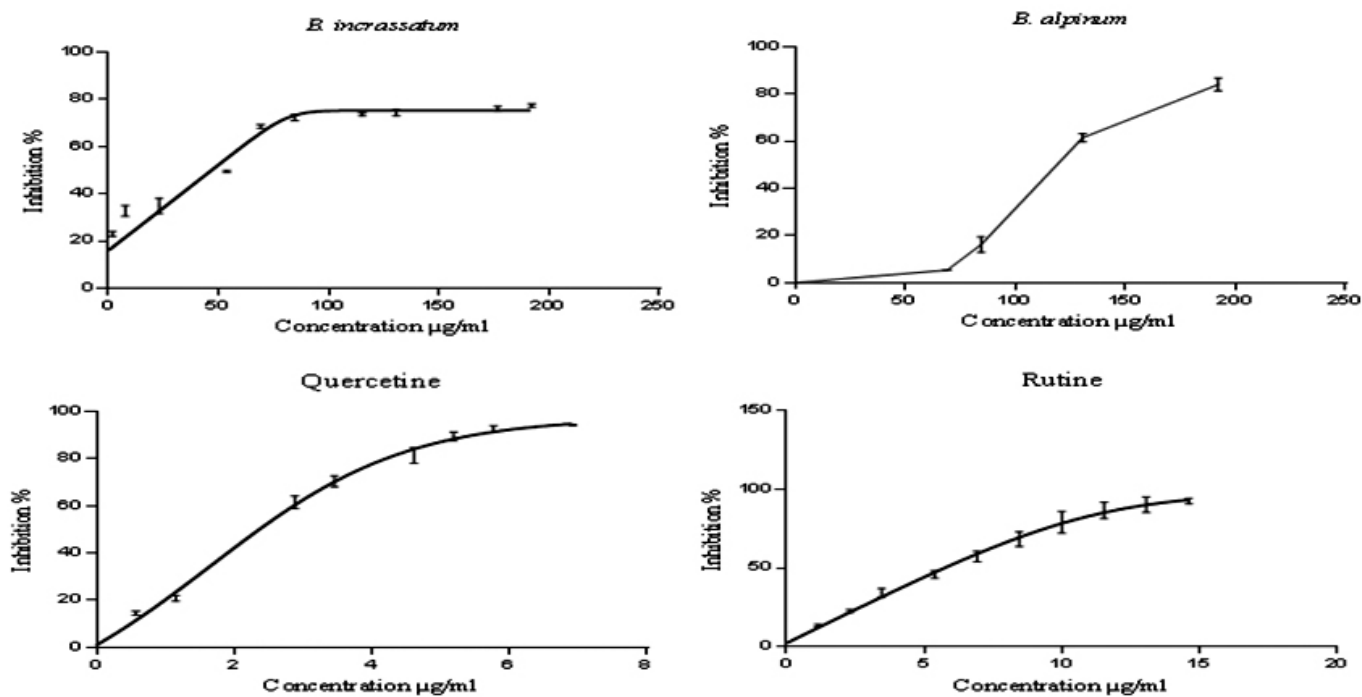 B. incrassatum
100
80
60
40
20
0
Inhibition %
0 50 100 150 200 250
Concentration µg/ml
B. alpinum
100
80
60
40
20
0
Inhibition %
0 50 100 150 200 250
Concentration µg/ml
Quercetine
100
80
60
40
20
0
Inhibition %
0 2 4 6 8
Concentration µg/ml
Rutine
150
100
50
0
Inhibition %
0 5 10 15 20
Concentration µg/ml